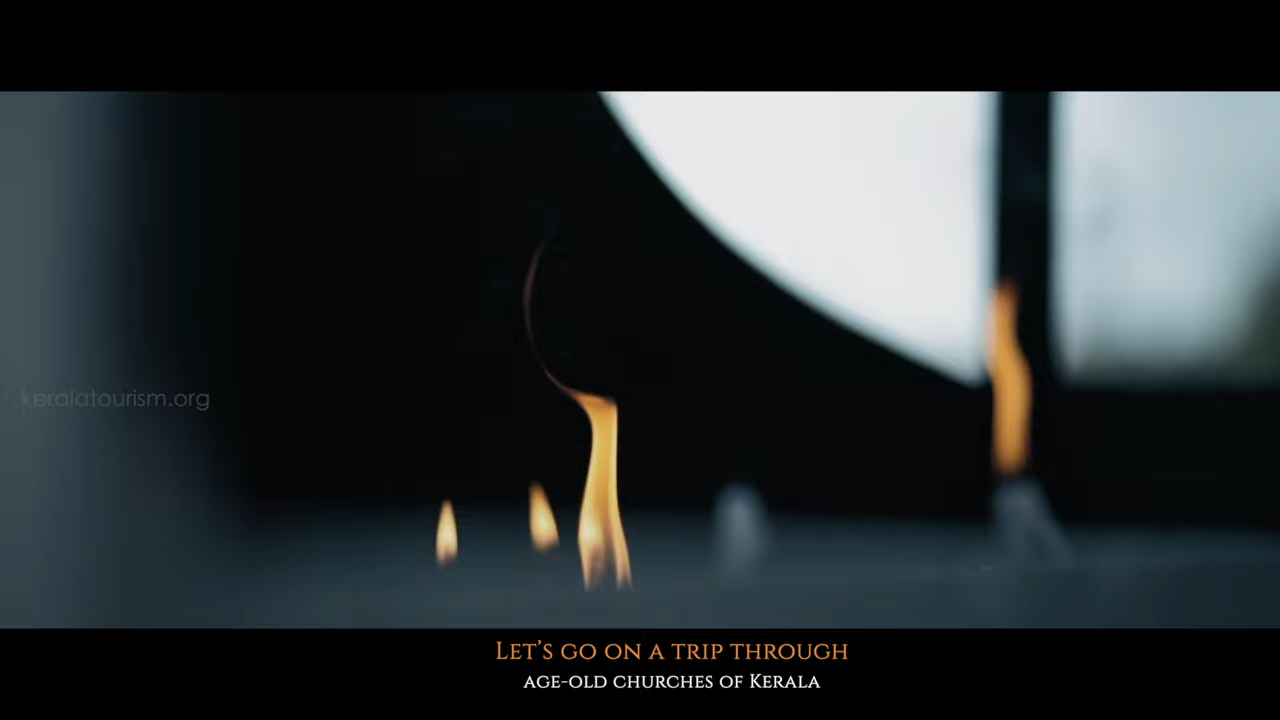 keralatourism.org
Let's go on a trip through
age-old churches of Kerala